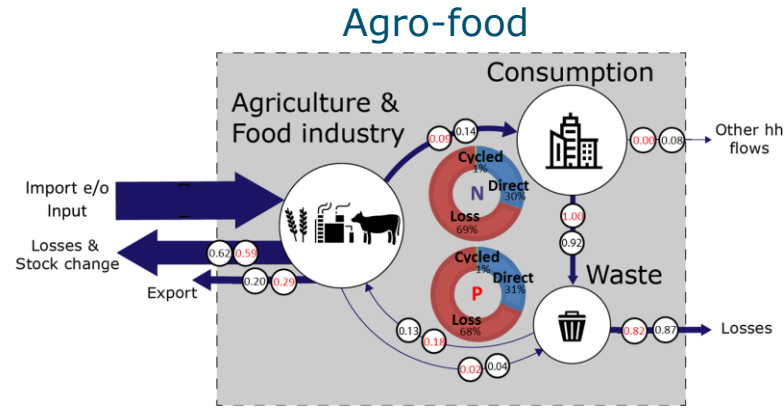 Agro-food
Consumption
Agriculture &
Food industry
0.09 0.14
0.00 0.08
Other hh
flows
Cycled
1%
N
Direct
30%
Loss
69%
Import e/o
Input
1.00
0.92
Losses &
Stock change
0.62 0.59
Export
0.20 0.29
Cycled
1%
Direct
31%
P
Loss
68%
Waste
0.13
0.18
0.82 0.87
Losses
0.02 0.04